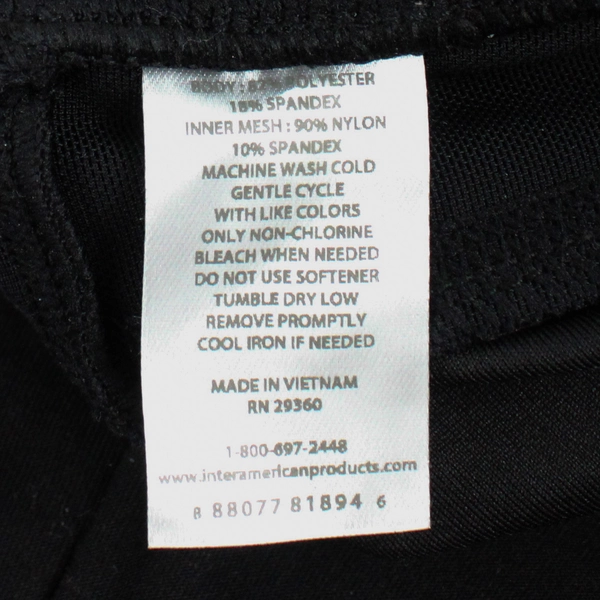 BODY : 82% POLYESTER
18% SPANDEX
INNER MESH : 90% NYLON
10% SPANDEX
MACHINE WASH COLD
GENTLE CYCLE
WITH LIKE COLORS
ONLY NON-CHLORINE
BLEACH WHEN NEEDED
DO NOT USE SOFTENER
TUMBLE DRY LOW
REMOVE PROMPTLY
COOL IRON IF NEEDED
MADE IN VIETNAM
RN 29360
1-800-697-2448
www.interamericanproducts.com
8 88077 81894 6